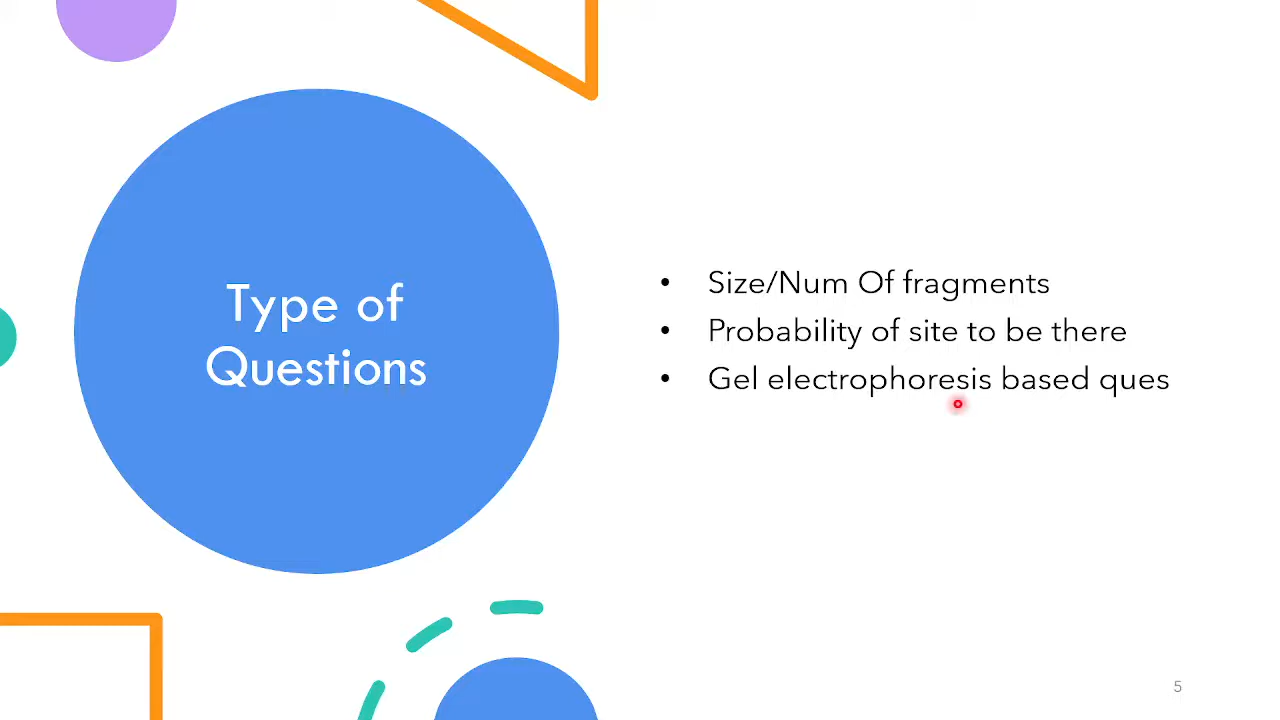 Type of
Questions
• Size/Num Of fragments
• Probability of site to be there
• Gel electrophoresis based ques
5